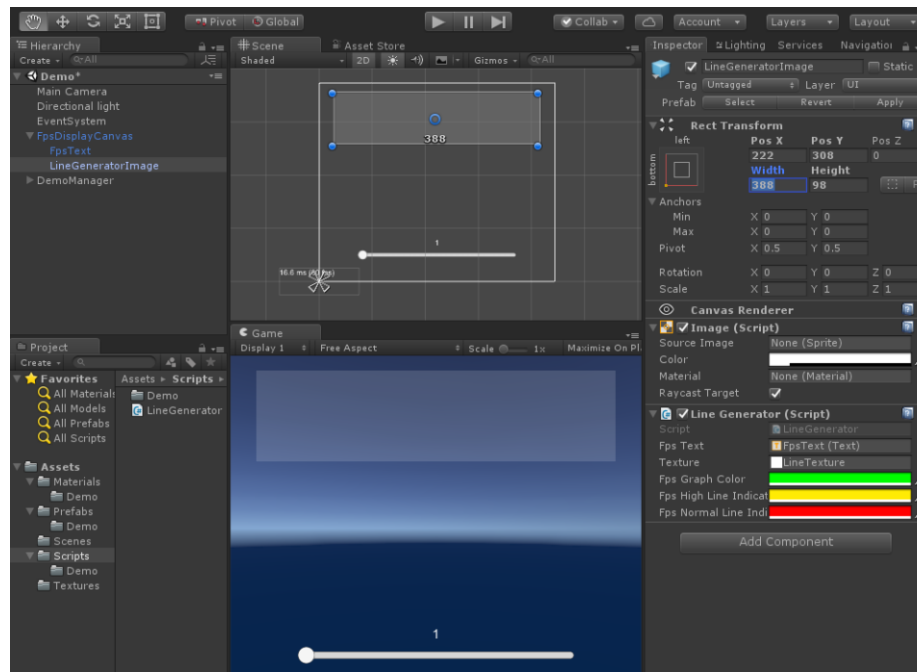 Pivot Global Collab Account Layers Layout
Hierarchy
Create All
Demo*
Main Camera
Directional light
EventSystem
FpsDisplayCanvas
FpsText
LineGeneratorImage
DemoManager
Scene Asset Store
Shaded 2D Gizmos All
388
1
16.6 ms
Game
Display 1 Free Aspect Scale 1x Maximize On Pl
1
Project
Create
Favorites
All Materials
All Models
All Prefabs
All Scripts
Assets
Materials
Demo
Prefabs
Demo
Scenes
Scripts
Demo
Textures
Assets Scripts
Demo
LineGenerator
Inspector Lighting Services Navigation
LineGeneratorImage Static
Tag Untagged Layer UI
Prefab Select Revert Apply
Rect Transform
left Pos X Pos Y Pos Z
222 308 0
bottom
Width Height
388 98
Anchors
Min X 0 Y 0
Max X 0 Y 0
Pivot X 0.5 Y 0.5
Rotation X 0 Y 0 Z 0
Scale X 1 Y 1 Z 1
Canvas Renderer
Image (Script)
Source Image None (Sprite)
Color
Material None (Material)
Raycast Target
Line Generator (Script)
Script LineGenerator
Fps Text FpsText (Text)
Texture LineTexture
Fps Graph Color
Fps High Line Indicat
Fps Normal Line Indi
Add Component